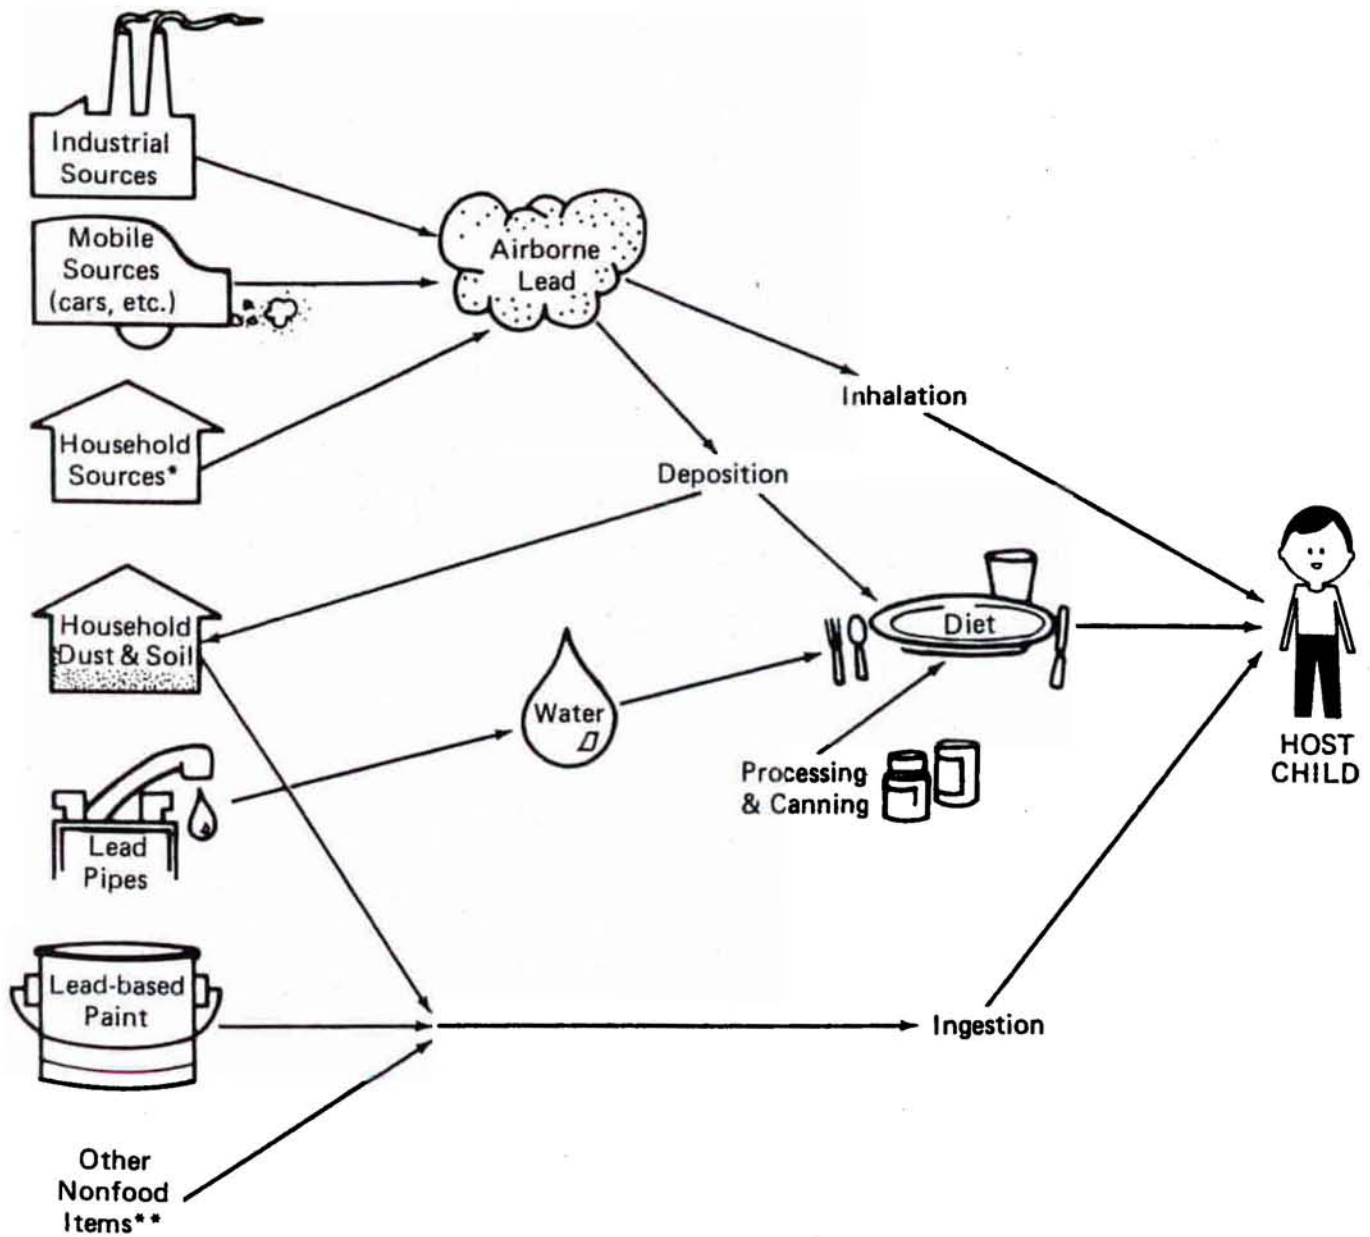 Industrial
Sources
Mobile
Sources
(cars, etc.)
Airborne
Lead
Household
Sources*
Inhalation
Deposition
Household
Dust & Soil
Diet
Water
HOST
CHILD
Lead
Pipes
Processing
& Canning
Lead-based
Paint
Ingestion
Other
Nonfood
Items**